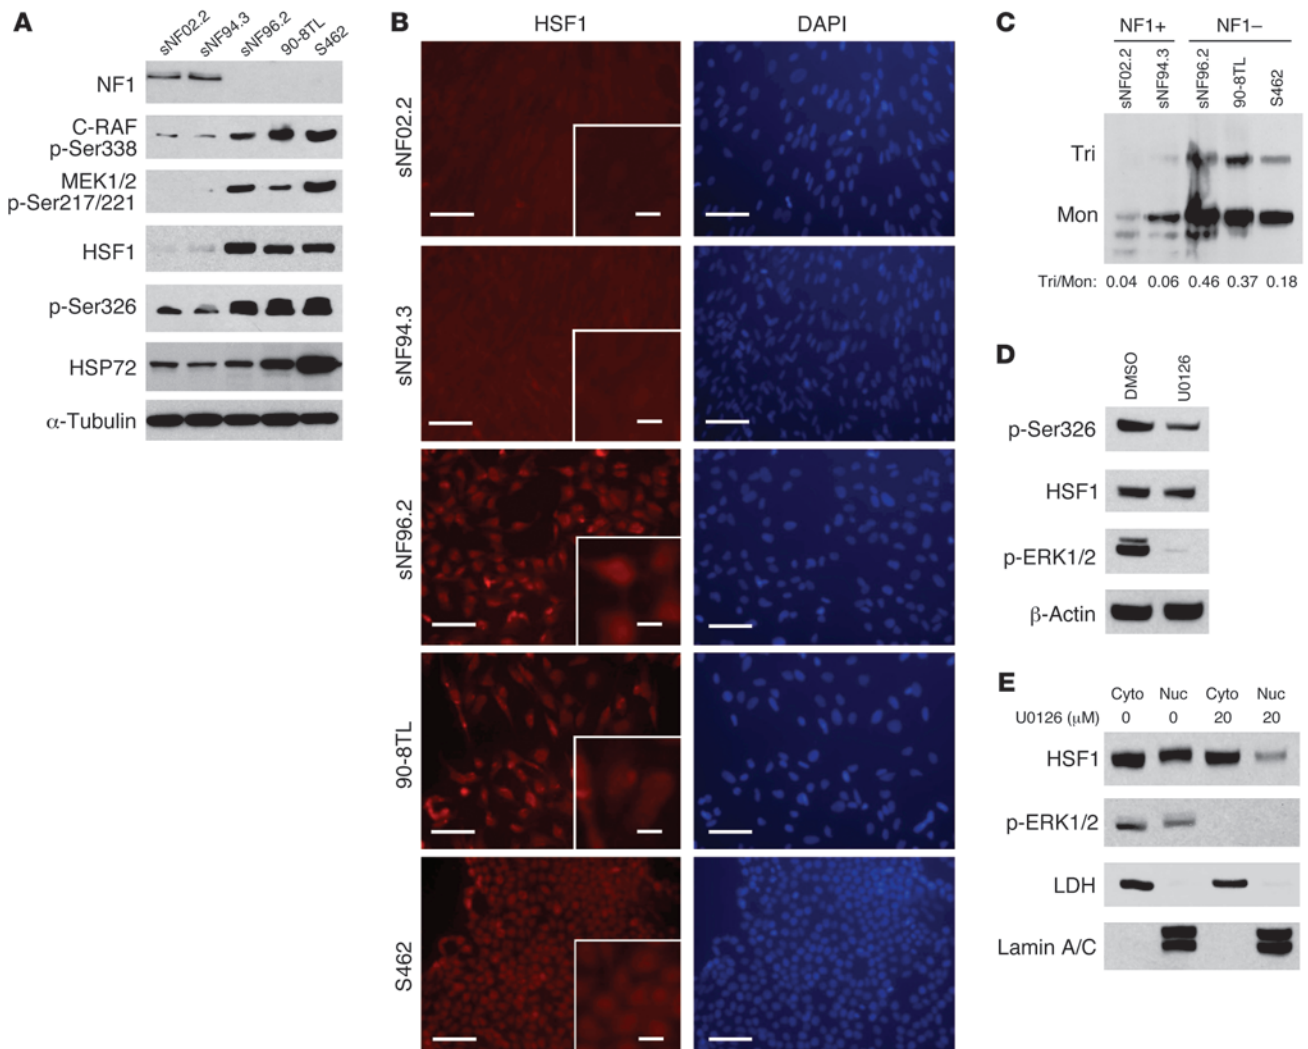 A
sNF02.2
sNF94.3
sNF96.2
90-8TL
S462
NF1
C-RAF
p-Ser338
MEK1/2
p-Ser217/221
HSF1
p-Ser326
HSP72
α-Tubulin
B
HSF1
DAPI
sNF02.2
sNF94.3
sNF96.2
90-8TL
S462
C
NF1+
NF1–
sNF02.2
sNF94.3
sNF96.2
90-8TL
S462
Tri
Mon
Tri/Mon: 0.04 0.06 0.46 0.37 0.18
D
DMSO
U0126
p-Ser326
HSF1
p-ERK1/2
β-Actin
E
Cyto Nuc Cyto Nuc
U0126 (μM) 0 0 20 20
HSF1
p-ERK1/2
LDH
Lamin A/C